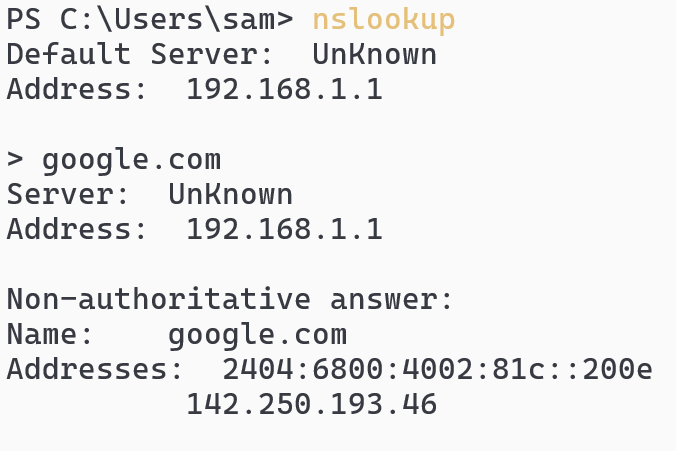 PS C:\Users\sam> nslookup
Default Server:  UnKnown
Address:  192.168.1.1

> google.com
Server:  UnKnown
Address:  192.168.1.1

Non-authoritative answer:
Name:    google.com
Addresses:  2404:6800:4002:81c::200e
          142.250.193.46